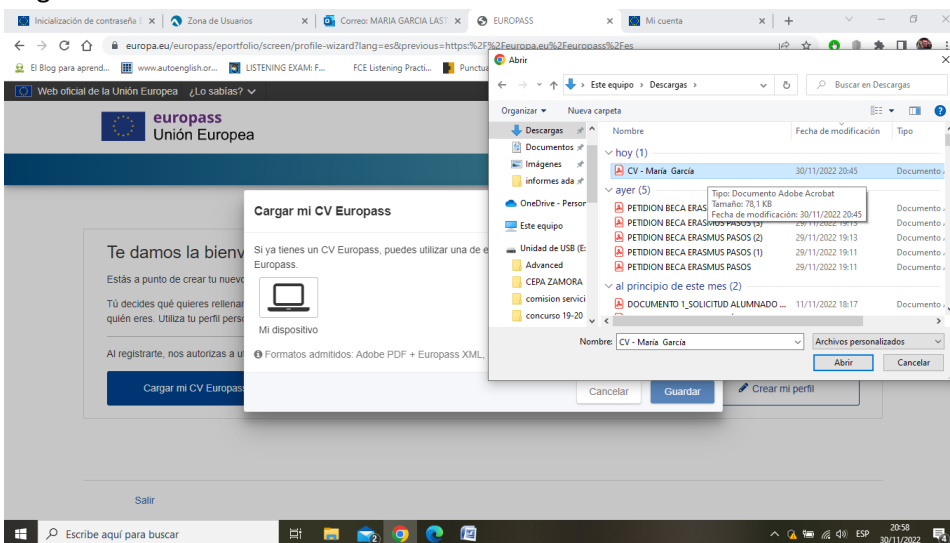 Inicialización de contraseña E
Zona de Usuarios
Correo: MARIA GARCIA LAST
EUROPASS
Mi cuenta
europa.eu/europass/eportfolio/screen/profile-wizard?lang=es&previous=https:%2F%2Feuropa.eu%2Feuropass%2Fes
El Blog para aprend...
www.autoenglish.or...
LISTENING EXAM: F...
FCE Listening Practi...
Punctua
Web oficial de la Unión Europea ¿Lo sabías?
europass
Unión Europea
Te damos la bienv
Estás a punto de crear tu nuevo
Tú decides qué quieres rellenar
quién eres. Utiliza tu perfil perso
Al registrarte, nos autorizas a u
Cargar mi CV Europass
Crear mi perfil
Salir
Cargar mi CV Europass
Si ya tienes un CV Europass, puedes utilizar una de e
Europass.
Mi dispositivo
Formatos admitidos: Adobe PDF + Europass XML,
Cancelar
Guardar
Abrir
Este equipo > Descargas >
Buscar en Descargas
Organizar
Nueva carpeta
Descargas
Documentos
Imágenes
informes ada
OneDrive - Person
Este equipo
Unidad de USB (E:
Advanced
CEPA ZAMORA
comision servici
concurso 19-20
Nombre
Fecha de modificación
Tipo
hoy (1)
CV - María García
30/11/2022 20:45
Documento
ayer (5)
Tipo: Documento Adobe Acrobat
Tamaño: 78,1 KB
Fecha de modificación: 30/11/2022 20:45
PETIDION BECA ERAS
Documento
PETIDION BECA ERASMUS PASOS (3)
29/11/2022 19:13
Documento
PETIDION BECA ERASMUS PASOS (2)
29/11/2022 19:13
Documento
PETIDION BECA ERASMUS PASOS (1)
29/11/2022 19:11
Documento
PETIDION BECA ERASMUS PASOS
29/11/2022 19:11
Documento
al principio de este mes (2)
DOCUMENTO 1_SOLICITUD ALUMNADO ...
11/11/2022 18:17
Documento
Nombre:
CV - María García
Archivos personalizados
Abrir
Cancelar
Escribe aquí para buscar
2
ESP
20:58
30/11/2022